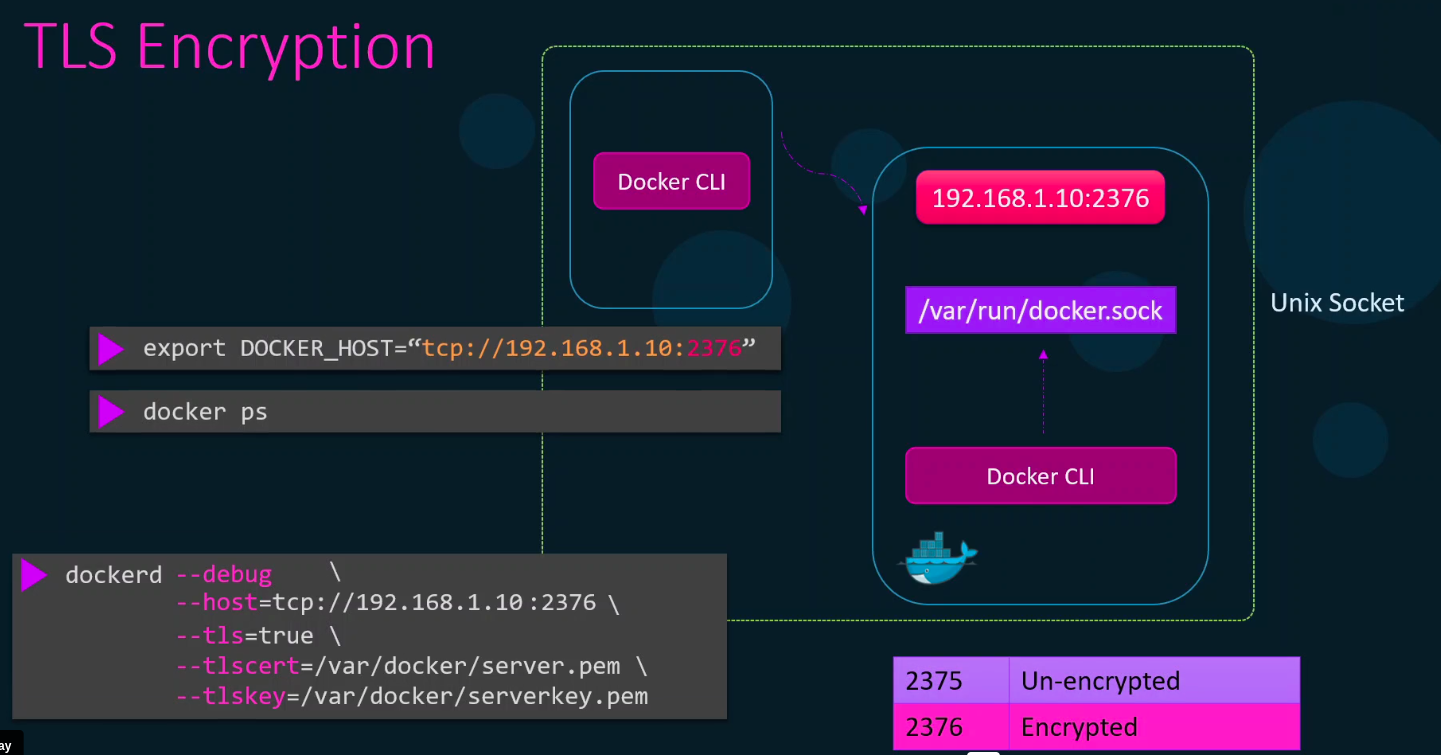 TLS Encryption
Docker CLI
192.168.1.10:2376
/var/run/docker.sock
Unix Socket
export DOCKER_HOST=“tcp://192.168.1.10:2376”
docker ps
Docker CLI
dockerd --debug \
--host=tcp://192.168.1.10:2376 \
--tls=true \
--tlscert=/var/docker/server.pem \
--tlskey=/var/docker/serverkey.pem
2375 Un-encrypted
2376 Encrypted
ay